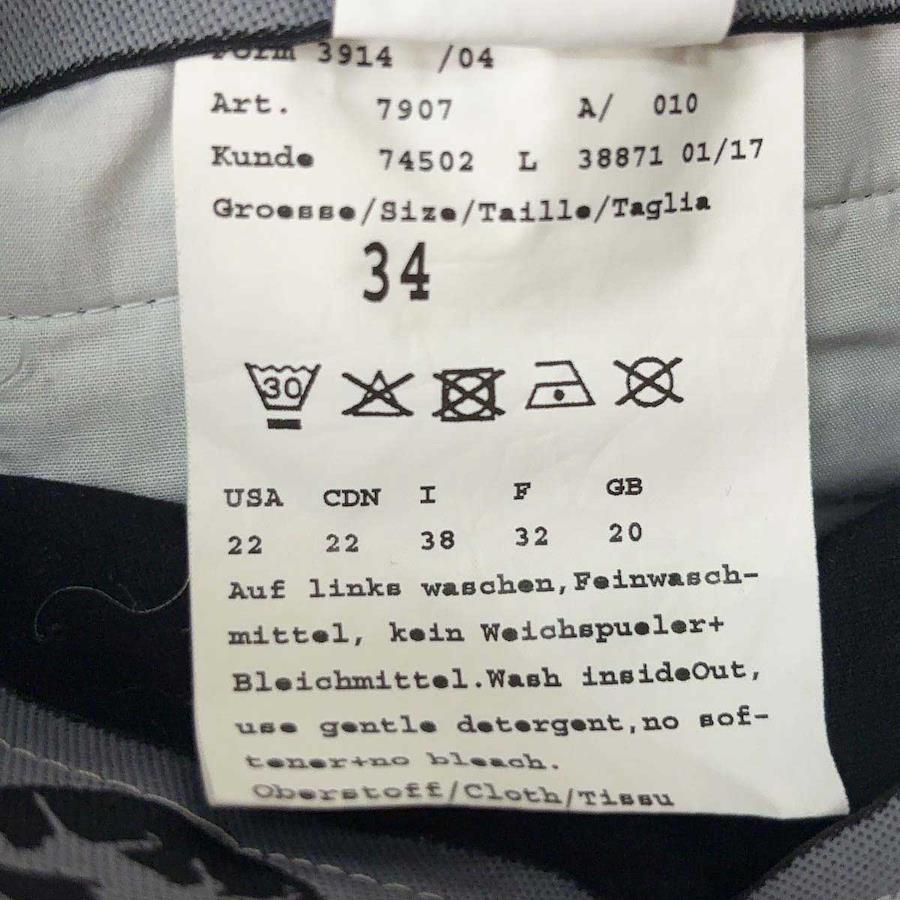 Form 3914 /04
Art. 7907 A/ 010
Kunde 74502 L 38871 01/17
Groesse/Size/Taille/Taglia
34
30
USA CDN I F GB
22 22 38 32 20
Auf links waschen,Feinwasch-
mittel, kein Weichspueler+
Bleichmittel.Wash insideOut,
use gentle detergent,no sof-
tener+no bleach.
Oberstoff/Cloth/Tissu